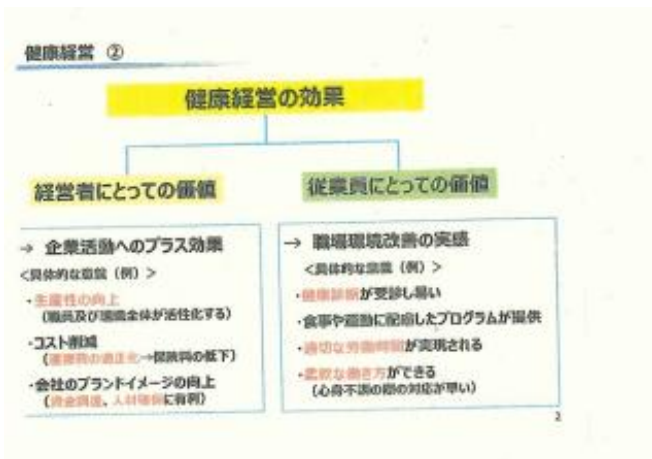 健康経営 ②
健康経営の効果
経営者にとっての価値
従業員にとっての価値
→ 企業活動へのプラス効果
<具体的な意義（例）>
・生産性の向上
（職員及び組織全体が活性化する）
・コスト削減
（医療費の適正化→保険料の低下）
・会社のブランドイメージの向上
（資金調達、人材確保に有利）
→ 職場環境改善の実感
<具体的な意義（例）>
・健康診断が受診し易い
・食事や運動に配慮したプログラムが提供
・適切な労働時間が実現される
・柔軟な働き方ができる
（心身不調の際の対応が早い）
2